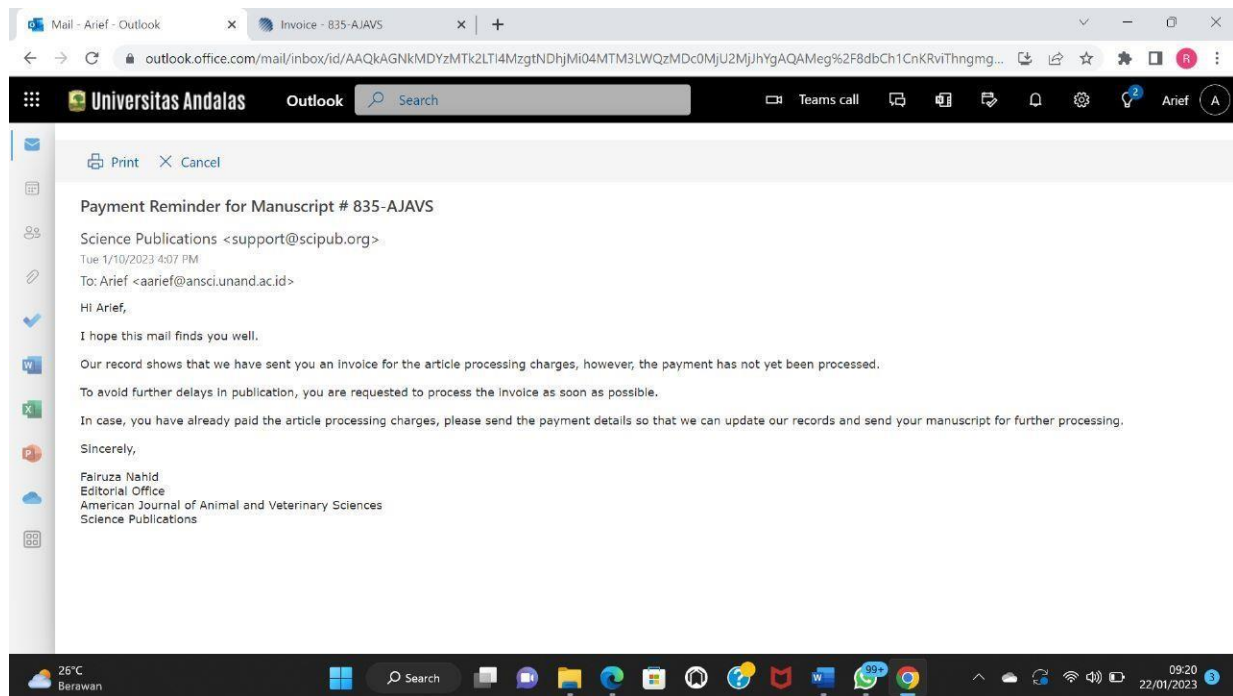 Mail - Arief - Outlook
Invoice - 835-AJAVS
outlook.office.com/mail/inbox/id/AAQkAGNkMDYzMTk2LTI4MzgtNDhjMi04MTM3LWQzMDc0MjU2MjJhYgAQAMeg%2F8dbCh1CnKRviThngmg...
R
Universitas Andalas
Outlook
Search
Teams call
2
Arief
A
Print
Cancel
Payment Reminder for Manuscript # 835-AJAVS
Science Publications <support@scipub.org>
Tue 1/10/2023 4:07 PM
To: Arief <aarief@ansci.unand.ac.id>
Hi Arief,
I hope this mail finds you well.
Our record shows that we have sent you an invoice for the article processing charges, however, the payment has not yet been processed.
To avoid further delays in publication, you are requested to process the invoice as soon as possible.
In case, you have already paid the article processing charges, please send the payment details so that we can update our records and send your manuscript for further processing.
Sincerely,
Fairuza Nahid
Editorial Office
American Journal of Animal and Veterinary Sciences
Science Publications
26°C
Berawan
Search
99+
09:20
22/01/2023
3